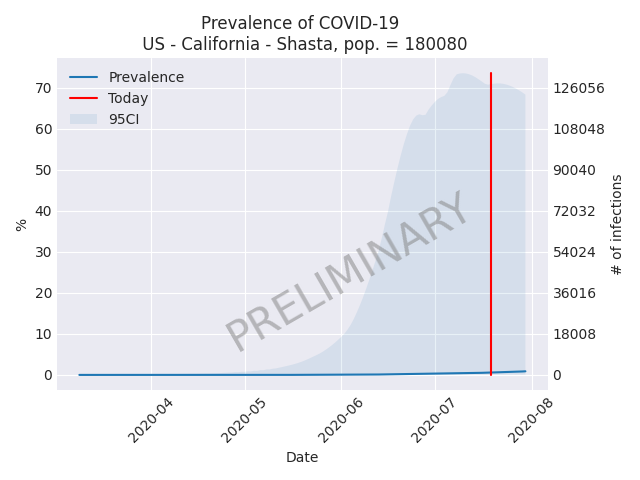 Prevalence of COVID-19
US - California - Shasta, pop. = 180080
Prevalence
Today
95CI
70
60
50
40
30
20
10
0
%
126056
108048
90040
72032
54024
36016
18008
0
# of infections
PRELIMINARY
2020-04
2020-05
2020-06
2020-07
2020-08
Date